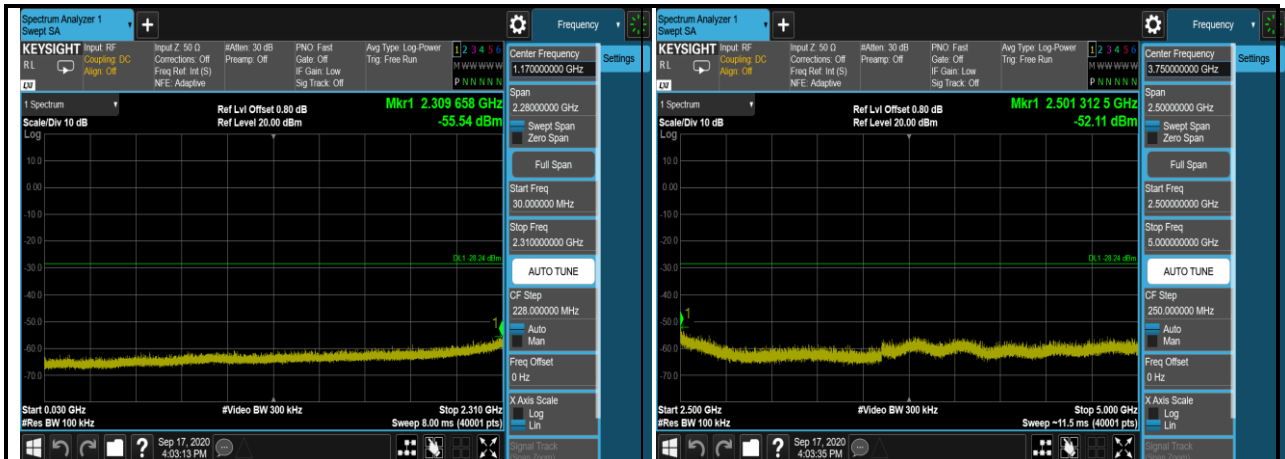 Spectrum Analyzer 1
Swept SA
Frequency
KEYSIGHT
RL
LXI
Input: RF
Coupling: DC
Align: Off
Input Z: 50 Ω
Corrections: Off
Freq Ref: Int (S)
NFE: Adaptive
#Atten: 30 dB
Preamp: Off
PNO: Fast
Gate: Off
IF Gain: Low
Sig Track: Off
Avg Type: Log-Power
Trig: Free Run
1 2 3 4 5 6
M W W W W W
P N N N N N
Settings
Center Frequency
1.170000000 GHz
Span
2.28000000 GHz
Swept Span
Zero Span
Full Span
Start Freq
30.000000 MHz
Stop Freq
2.310000000 GHz
AUTO TUNE
CF Step
228.000000 MHz
Auto
Man
Freq Offset
0 Hz
X Axis Scale
Log
Lin
Signal Track
(Span Zoom)
1 Spectrum
Scale/Div 10 dB
Ref Lvl Offset 0.80 dB
Ref Level 20.00 dBm
Mkr1 2.309 658 GHz
-55.54 dBm
Log
10.0
0.00
-10.0
-20.0
DL1 -28.24 dBm
-30.0
-40.0
-50.0
1
-60.0
-70.0
Start 0.030 GHz
#Res BW 100 kHz
#Video BW 300 kHz
Stop 2.310 GHz
Sweep 8.00 ms (40001 pts)
?
Sep 17, 2020
4:03:13 PM
Spectrum Analyzer 1
Swept SA
Frequency
KEYSIGHT
RL
LXI
Input: RF
Coupling: DC
Align: Off
Input Z: 50 Ω
Corrections: Off
Freq Ref: Int (S)
NFE: Adaptive
#Atten: 30 dB
Preamp: Off
PNO: Fast
Gate: Off
IF Gain: Low
Sig Track: Off
Avg Type: Log-Power
Trig: Free Run
1 2 3 4 5 6
M W W W W W
P N N N N N
Settings
Center Frequency
3.750000000 GHz
Span
2.50000000 GHz
Swept Span
Zero Span
Full Span
Start Freq
2.500000000 GHz
Stop Freq
5.000000000 GHz
AUTO TUNE
CF Step
250.000000 MHz
Auto
Man
Freq Offset
0 Hz
X Axis Scale
Log
Lin
Signal Track
(Span Zoom)
1 Spectrum
Scale/Div 10 dB
Ref Lvl Offset 0.80 dB
Ref Level 20.00 dBm
Mkr1 2.501 312 5 GHz
-52.11 dBm
Log
10.0
0.00
-10.0
-20.0
DL1 -28.24 dBm
-30.0
-40.0
-50.0
1
-60.0
-70.0
Start 2.500 GHz
#Res BW 100 kHz
#Video BW 300 kHz
Stop 5.000 GHz
Sweep ~11.5 ms (40001 pts)
?
Sep 17, 2020
4:03:35 PM